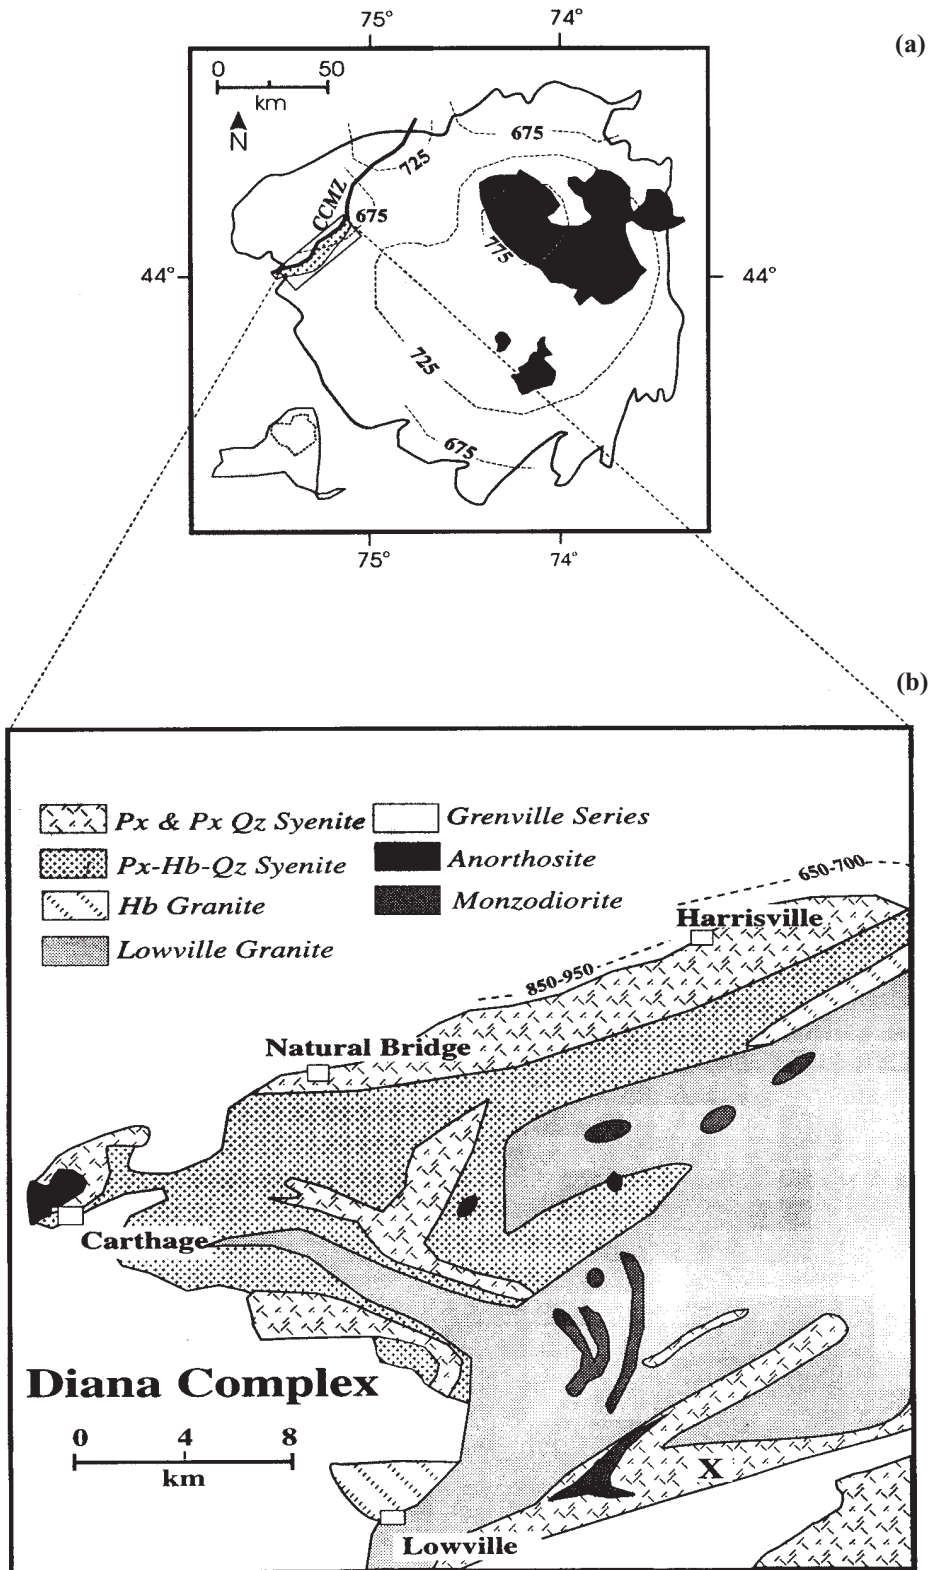 75° 74°
(a)
0 50
km
N
675
725
CCMZ
675
775
44° 44°
725
675
75° 74°
(b)
Px & Px Qz Syenite
Grenville Series
Px-Hb-Qz Syenite
Anorthosite
Hb Granite
Monzodiorite
Lowville Granite
650-700
Harrisville
850-950
Natural Bridge
Carthage
Diana Complex
0 4 8
km
X
Lowville